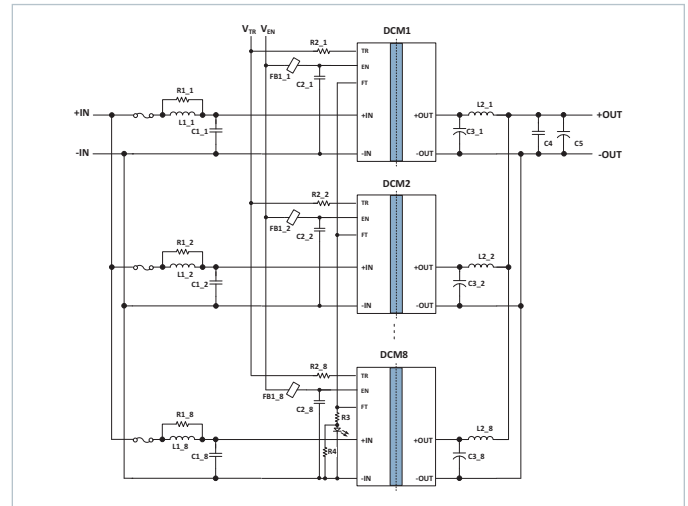 V_TR V_EN
DCM1
R2_1
TR
EN
FB1_1
C2_1
FT
R1_1
L2_1
+IN
+IN
+OUT
+OUT
L1_1
C1_1
C3_1
C4
C5
-IN
-IN
-OUT
-OUT
DCM2
R2_2
TR
EN
FB1_2
C2_2
FT
R1_2
L2_2
+IN
+OUT
L1_2
C1_2
C3_2
-IN
-OUT
DCM8
R2_8
TR
EN
FB1_8
C2_8
FT
R3
R1_8
L2_8
+IN
+OUT
L1_8
R4
C1_8
C3_8
-IN
-OUT